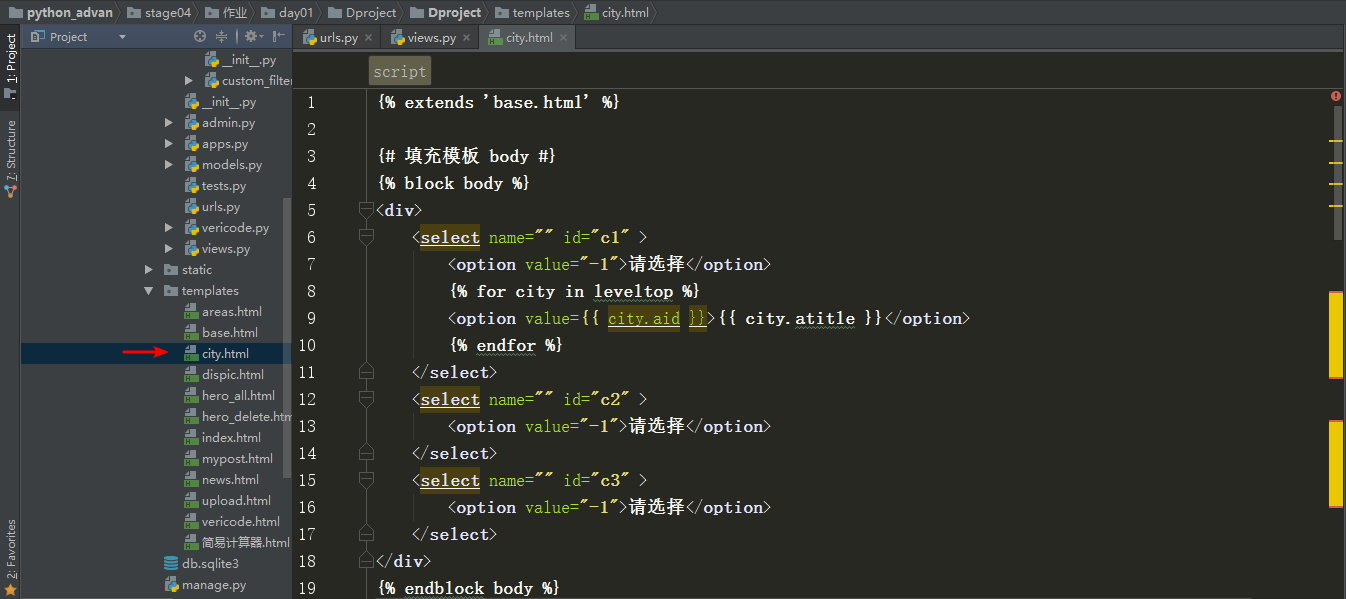 python_advan stage04 作业 day01 Dproject Dproject templates city.html
1: Project
7: Structure
2: Favorites
Project
urls.py views.py city.html
__init__.py
custom_filte
__init__.py
admin.py
apps.py
models.py
tests.py
urls.py
vericode.py
views.py
static
templates
areas.html
base.html
city.html
dispic.html
hero_all.html
hero_delete.htm
index.html
mypost.html
news.html
upload.html
vericode.html
简易计算器.html
db.sqlite3
manage.py
script
1 {% extends 'base.html' %}
2
3 {# 填充模板 body #}
4 {% block body %}
5 <div>
6 <select name="" id="c1" >
7 <option value="-1">请选择</option>
8 {% for city in leveltop %}
9 <option value={{ city.aid }}>{{ city.atitle }}</option>
10 {% endfor %}
11 </select>
12 <select name="" id="c2" >
13 <option value="-1">请选择</option>
14 </select>
15 <select name="" id="c3" >
16 <option value="-1">请选择</option>
17 </select>
18 </div>
19 {% endblock body %}